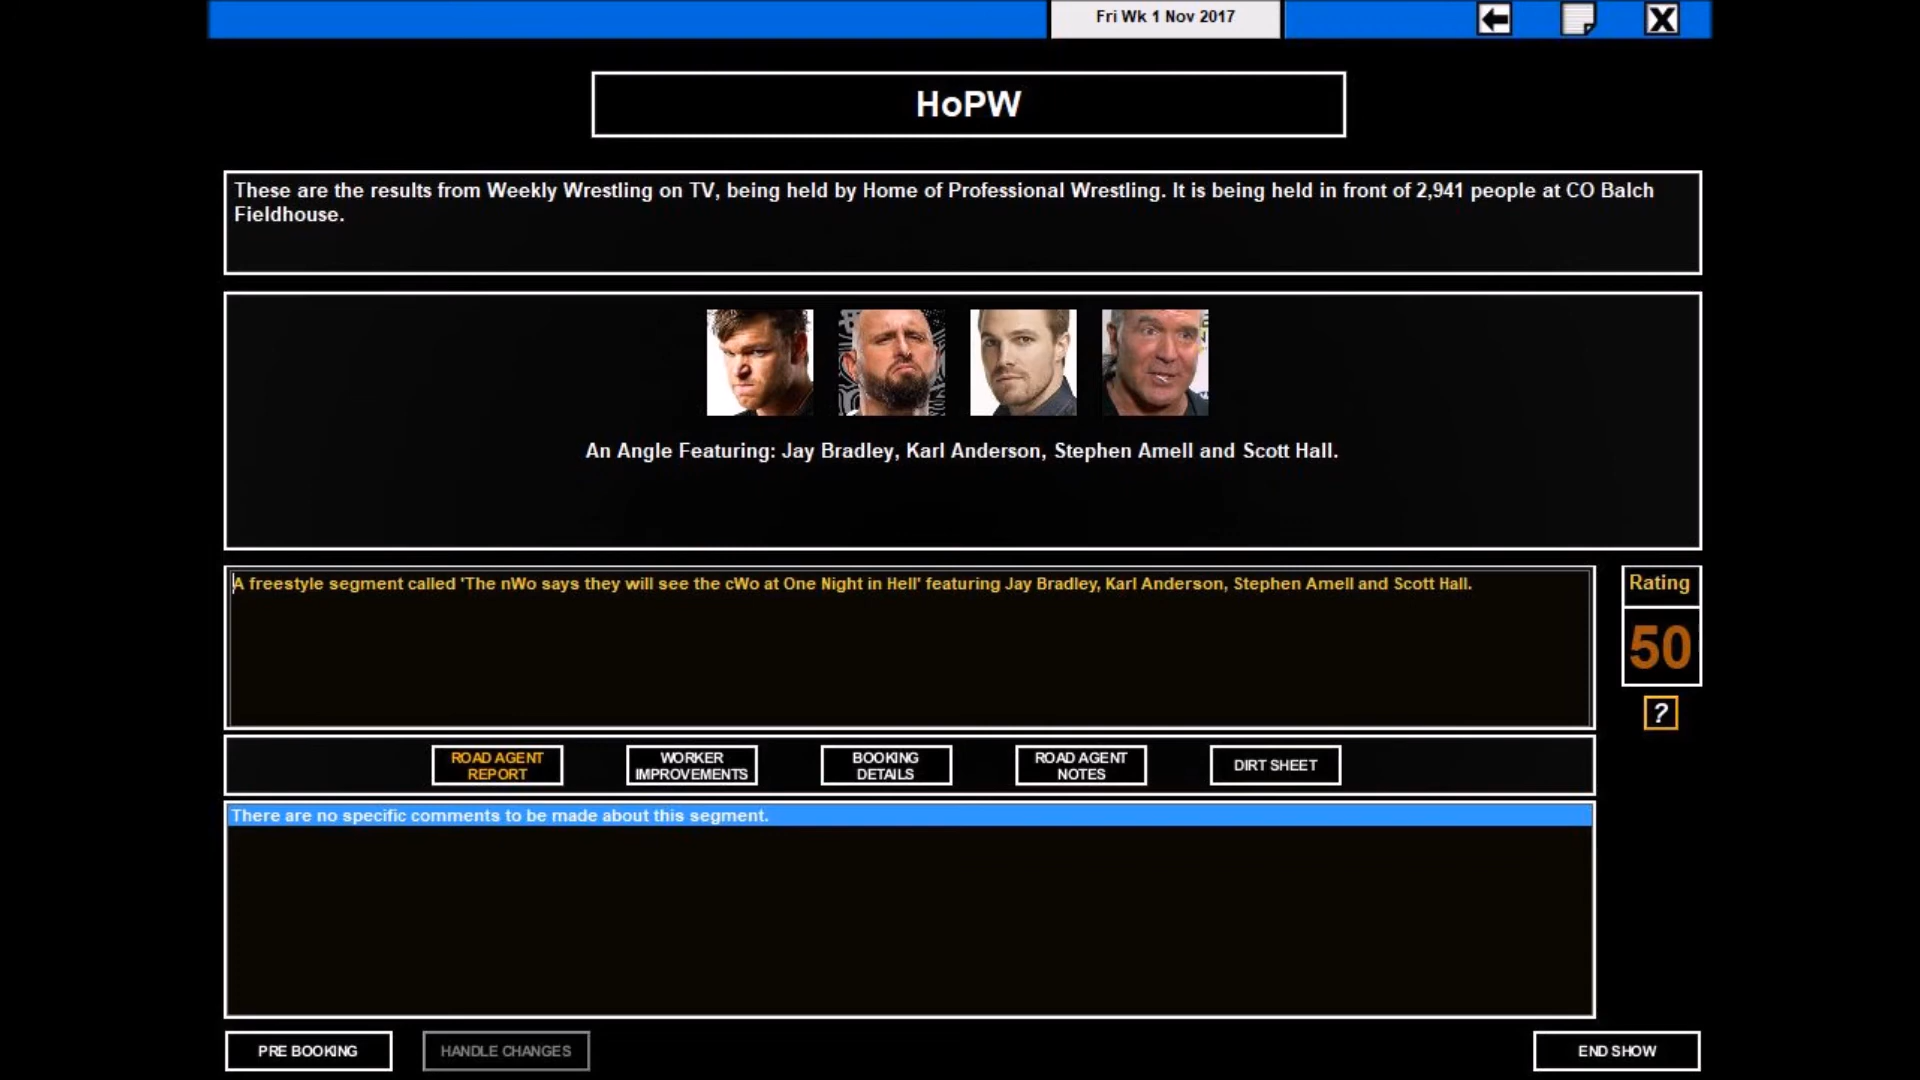 Fri Wk 1 Nov 2017
HoPW
These are the results from Weekly Wrestling on TV, being held by Home of Professional Wrestling. It is being held in front of 2,941 people at CO Balch
Fieldhouse.
An Angle Featuring: Jay Bradley, Karl Anderson, Stephen Amell and Scott Hall.
A freestyle segment called 'The nWo says they will see the cWo at One Night in Hell' featuring Jay Bradley, Karl Anderson, Stephen Amell and Scott Hall.
Rating
50
?
ROAD AGENT
REPORT
WORKER
IMPROVEMENTS
BOOKING
DETAILS
ROAD AGENT
NOTES
DIRT SHEET
There are no specific comments to be made about this segment.
PRE BOOKING
HANDLE CHANGES
END SHOW